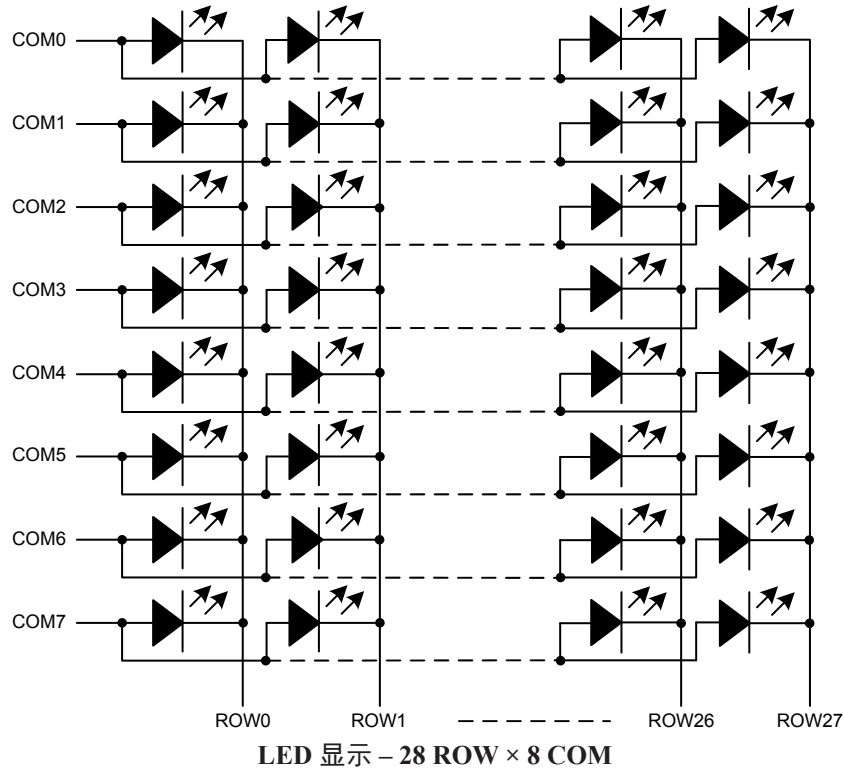 COM0
COM1
COM2
COM3
COM4
COM5
COM6
COM7
ROW0 ROW1 ROW26 ROW27
LED 显示 – 28 ROW × 8 COM